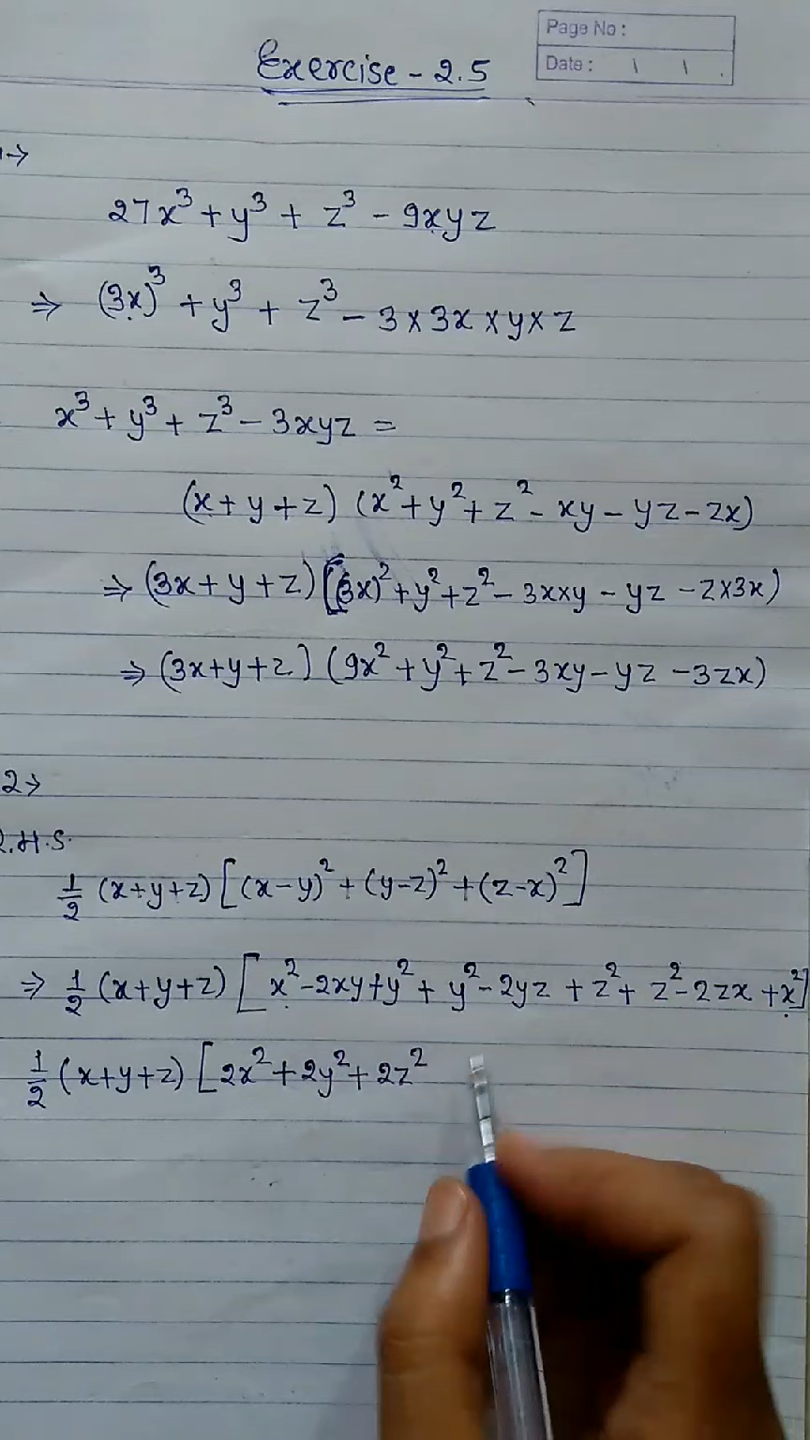 Page No :
Exercise - 2.5
Date : \ \ .
→
27x³ + y³ + z³ - 9xyz
⇒ (3x)³ + y³ + z³ - 3 × 3x × y × z
x³ + y³ + z³ - 3xyz =
(x + y + z) (x² + y² + z² - xy - yz - zx)
⇒ (3x + y + z) [(3x)² + y² + z² - 3x×y - yz - z×3x)
⇒ (3x + y + z) (9x² + y² + z² - 3xy - yz - 3zx)
2→
R.H.S.
½ (x+y+z) [(x-y)² + (y-z)² + (z-x)²]
⇒ ½ (x+y+z) [x² - 2xy + y² + y² - 2yz + z² + z² - 2zx + x²]
½ (x+y+z) [2x² + 2y² + 2z²